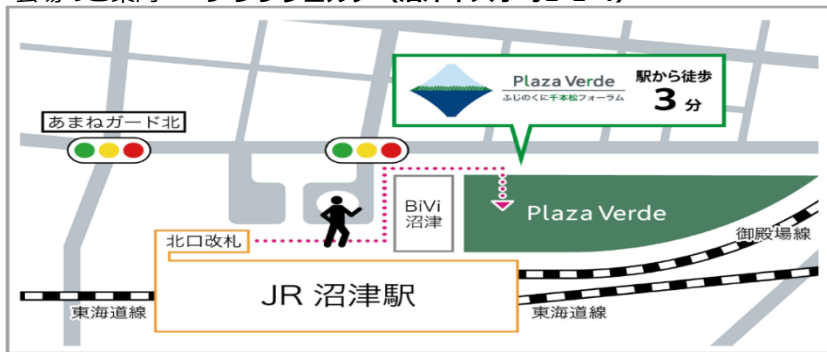 あまねガード北
Plaza Verde
ふじのくに千本松フォーラム
駅から徒歩
3分
BiVi
沼津
Plaza Verde
御殿場線
北口改札
JR 沼津駅
東海道線
東海道線